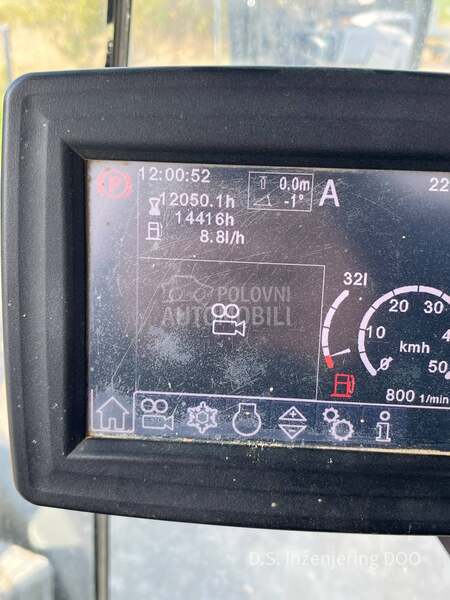 12:00:52
0.0m
A
22
12050.1h
-1°
14416h
8.8l/h
32l
POLOVNI
AUTOMOBILI
10
20
30
4
50
0
kmh
800 1/min
P
i
D.S. Inženjering DOO